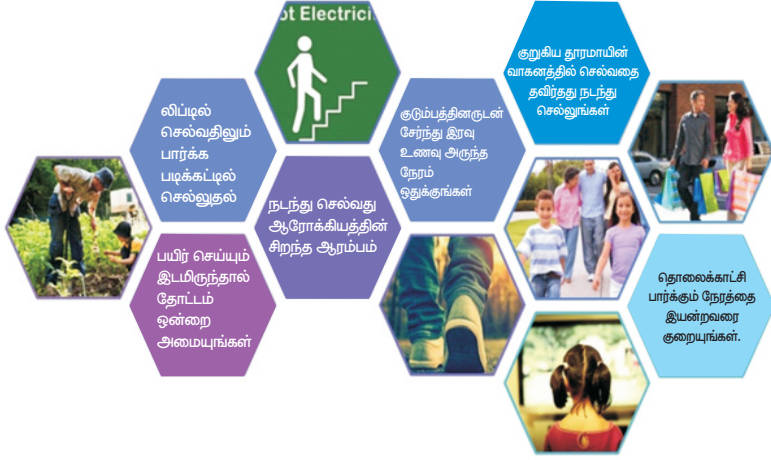 ot Electrici
லிப்டில்
செல்வதிலும்
பார்க்க
படிக்கட்டில்
செல்லுதல்
பயிர் செய்யும்
இடமிருந்தால்
தோட்டம்
ஒன்றை
அமையுங்கள்
நடந்து செல்வது
ஆரோக்கியத்தின்
சிறந்த ஆரம்பம்
குடும்பத்தினருடன்
சேர்ந்து இரவு
உணவு அருந்த
நேரம்
ஒதுக்குங்கள்
குறுகிய தூரமாயின்
வாகனத்தில் செல்வதை
தவிர்தது நடந்து
செல்லுங்கள்
தொலைக்காட்சி
பார்க்கும் நேரத்தை
இயன்றவரை
குறையுங்கள்.